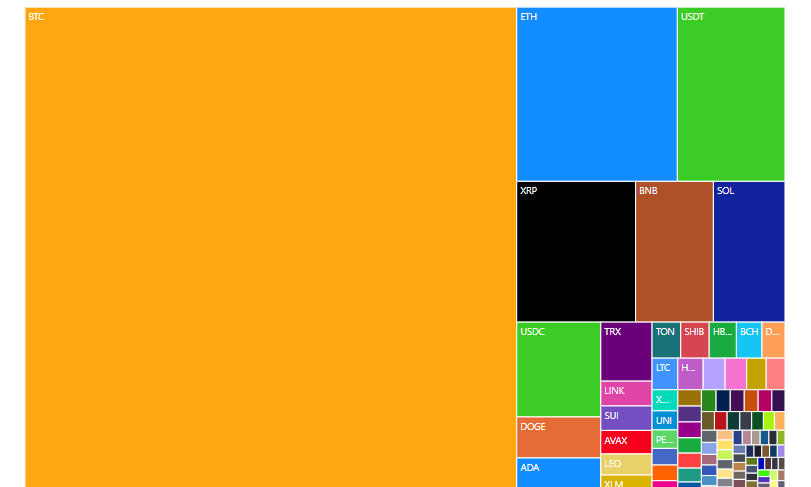 BTC
ETH
USDT
XRP
BNB
SOL
USDC
TRX
TON
SHIB
HB...
BCH
D...
LTC
H...
LINK
X...
SUI
UNI
DOGE
AVAX
PE...
LEO
ADA
XLM